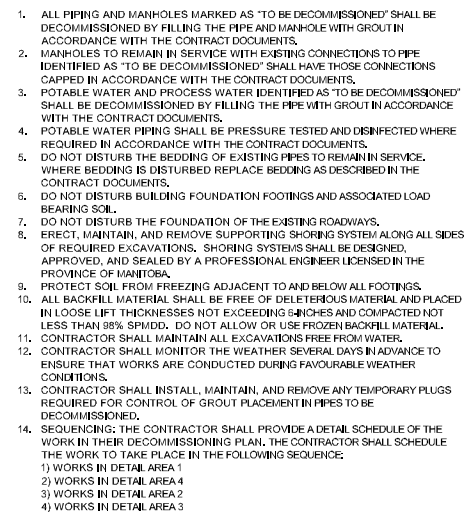 1. ALL PIPING AND MANHOLES MARKED AS "TO BE DECOMMISSIONED" SHALL BE
DECOMMISSIONED BY FILLING THE PIPE AND MANHOLE WITH GROUT IN
ACCORDANCE WITH THE CONTRACT DOCUMENTS.
2. MANHOLES TO REMAIN IN SERVICE WITH EXISTING CONNECTIONS TO PIPE
IDENTIFIED AS "TO BE DECOMMISSIONED" SHALL HAVE THOSE CONNECTIONS
CAPPED IN ACCORDANCE WITH THE CONTRACT DOCUMENTS.
3. POTABLE WATER AND PROCESS WATER IDENTIFIED AS "TO BE DECOMMISSIONED"
SHALL BE DECOMMISSIONED BY FILLING THE PIPE WITH GROUT IN ACCORDANCE
WITH THE CONTRACT DOCUMENTS.
4. POTABLE WATER PIPING SHALL BE PRESSURE TESTED AND DISINFECTED WHERE
REQUIRED IN ACCORDANCE WITH THE CONTRACT DOCUMENTS.
5. DO NOT DISTURB THE BEDDING OF EXISTING PIPES TO REMAIN IN SERVICE.
WHERE BEDDING IS DISTURBED REPLACE BEDDING AS DESCRIBED IN THE
CONTRACT DOCUMENTS.
6. DO NOT DISTURB BUILDING FOUNDATION FOOTINGS AND ASSOCIATED LOAD
BEARING SOIL.
7. DO NOT DISTURB THE FOUNDATION OF THE EXISTING ROADWAYS.
8. ERECT, MAINTAIN, AND REMOVE SUPPORTING SHORING SYSTEM ALONG ALL SIDES
OF REQUIRED EXCAVATIONS. SHORING SYSTEMS SHALL BE DESIGNED,
APPROVED, AND SEALED BY A PROFESSIONAL ENGINEER LICENSED IN THE
PROVINCE OF MANITOBA.
9. PROTECT SOIL FROM FREEZING ADJACENT TO AND BELOW ALL FOOTINGS.
10. ALL BACKFILL MATERIAL SHALL BE FREE OF DELETERIOUS MATERIAL AND PLACED
IN LOOSE LIFT THICKNESSES NOT EXCEEDING 6-INCHES AND COMPACTED NOT
LESS THAN 98% SPMDD. DO NOT ALLOW OR USE FROZEN BACKFILL MATERIAL.
11. CONTRACTOR SHALL MAINTAIN ALL EXCAVATIONS FREE FROM WATER.
12. CONTRACTOR SHALL MONITOR THE WEATHER SEVERAL DAYS IN ADVANCE TO
ENSURE THAT WORKS ARE CONDUCTED DURING FAVOURABLE WEATHER
CONDITIONS.
13. CONTRACTOR SHALL INSTALL, MAINTAIN, AND REMOVE ANY TEMPORARY PLUGS
REQUIRED FOR CONTROL OF GROUT PLACEMENT IN PIPES TO BE
DECOMMISSIONED.
14. SEQUENCING: THE CONTRACTOR SHALL PROVIDE A DETAIL SCHEDULE OF THE
WORK IN THEIR DECOMMISSIONING PLAN. THE CONTRACTOR SHALL SCHEDULE
THE WORK TO TAKE PLACE IN THE FOLLOWING SEQUENCE:
1) WORKS IN DETAIL AREA 1
2) WORKS IN DETAIL AREA 4
3) WORKS IN DETAIL AREA 2
4) WORKS IN DETAIL AREA 3